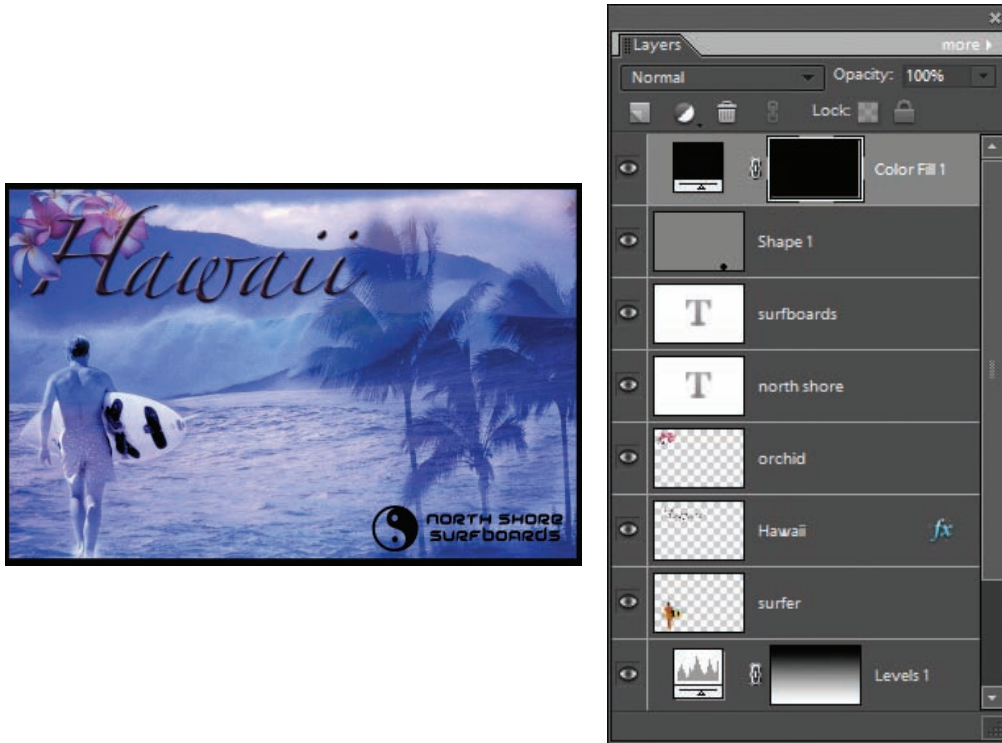 Hawaii
NORTH SHORE
SURFBOARDS
Layers
more
Normal
Opacity: 100%
Lock:
Color Fill 1
Shape 1
T
surfboards
T
north shore
orchid
Hawaii
fx
surfer
Levels 1